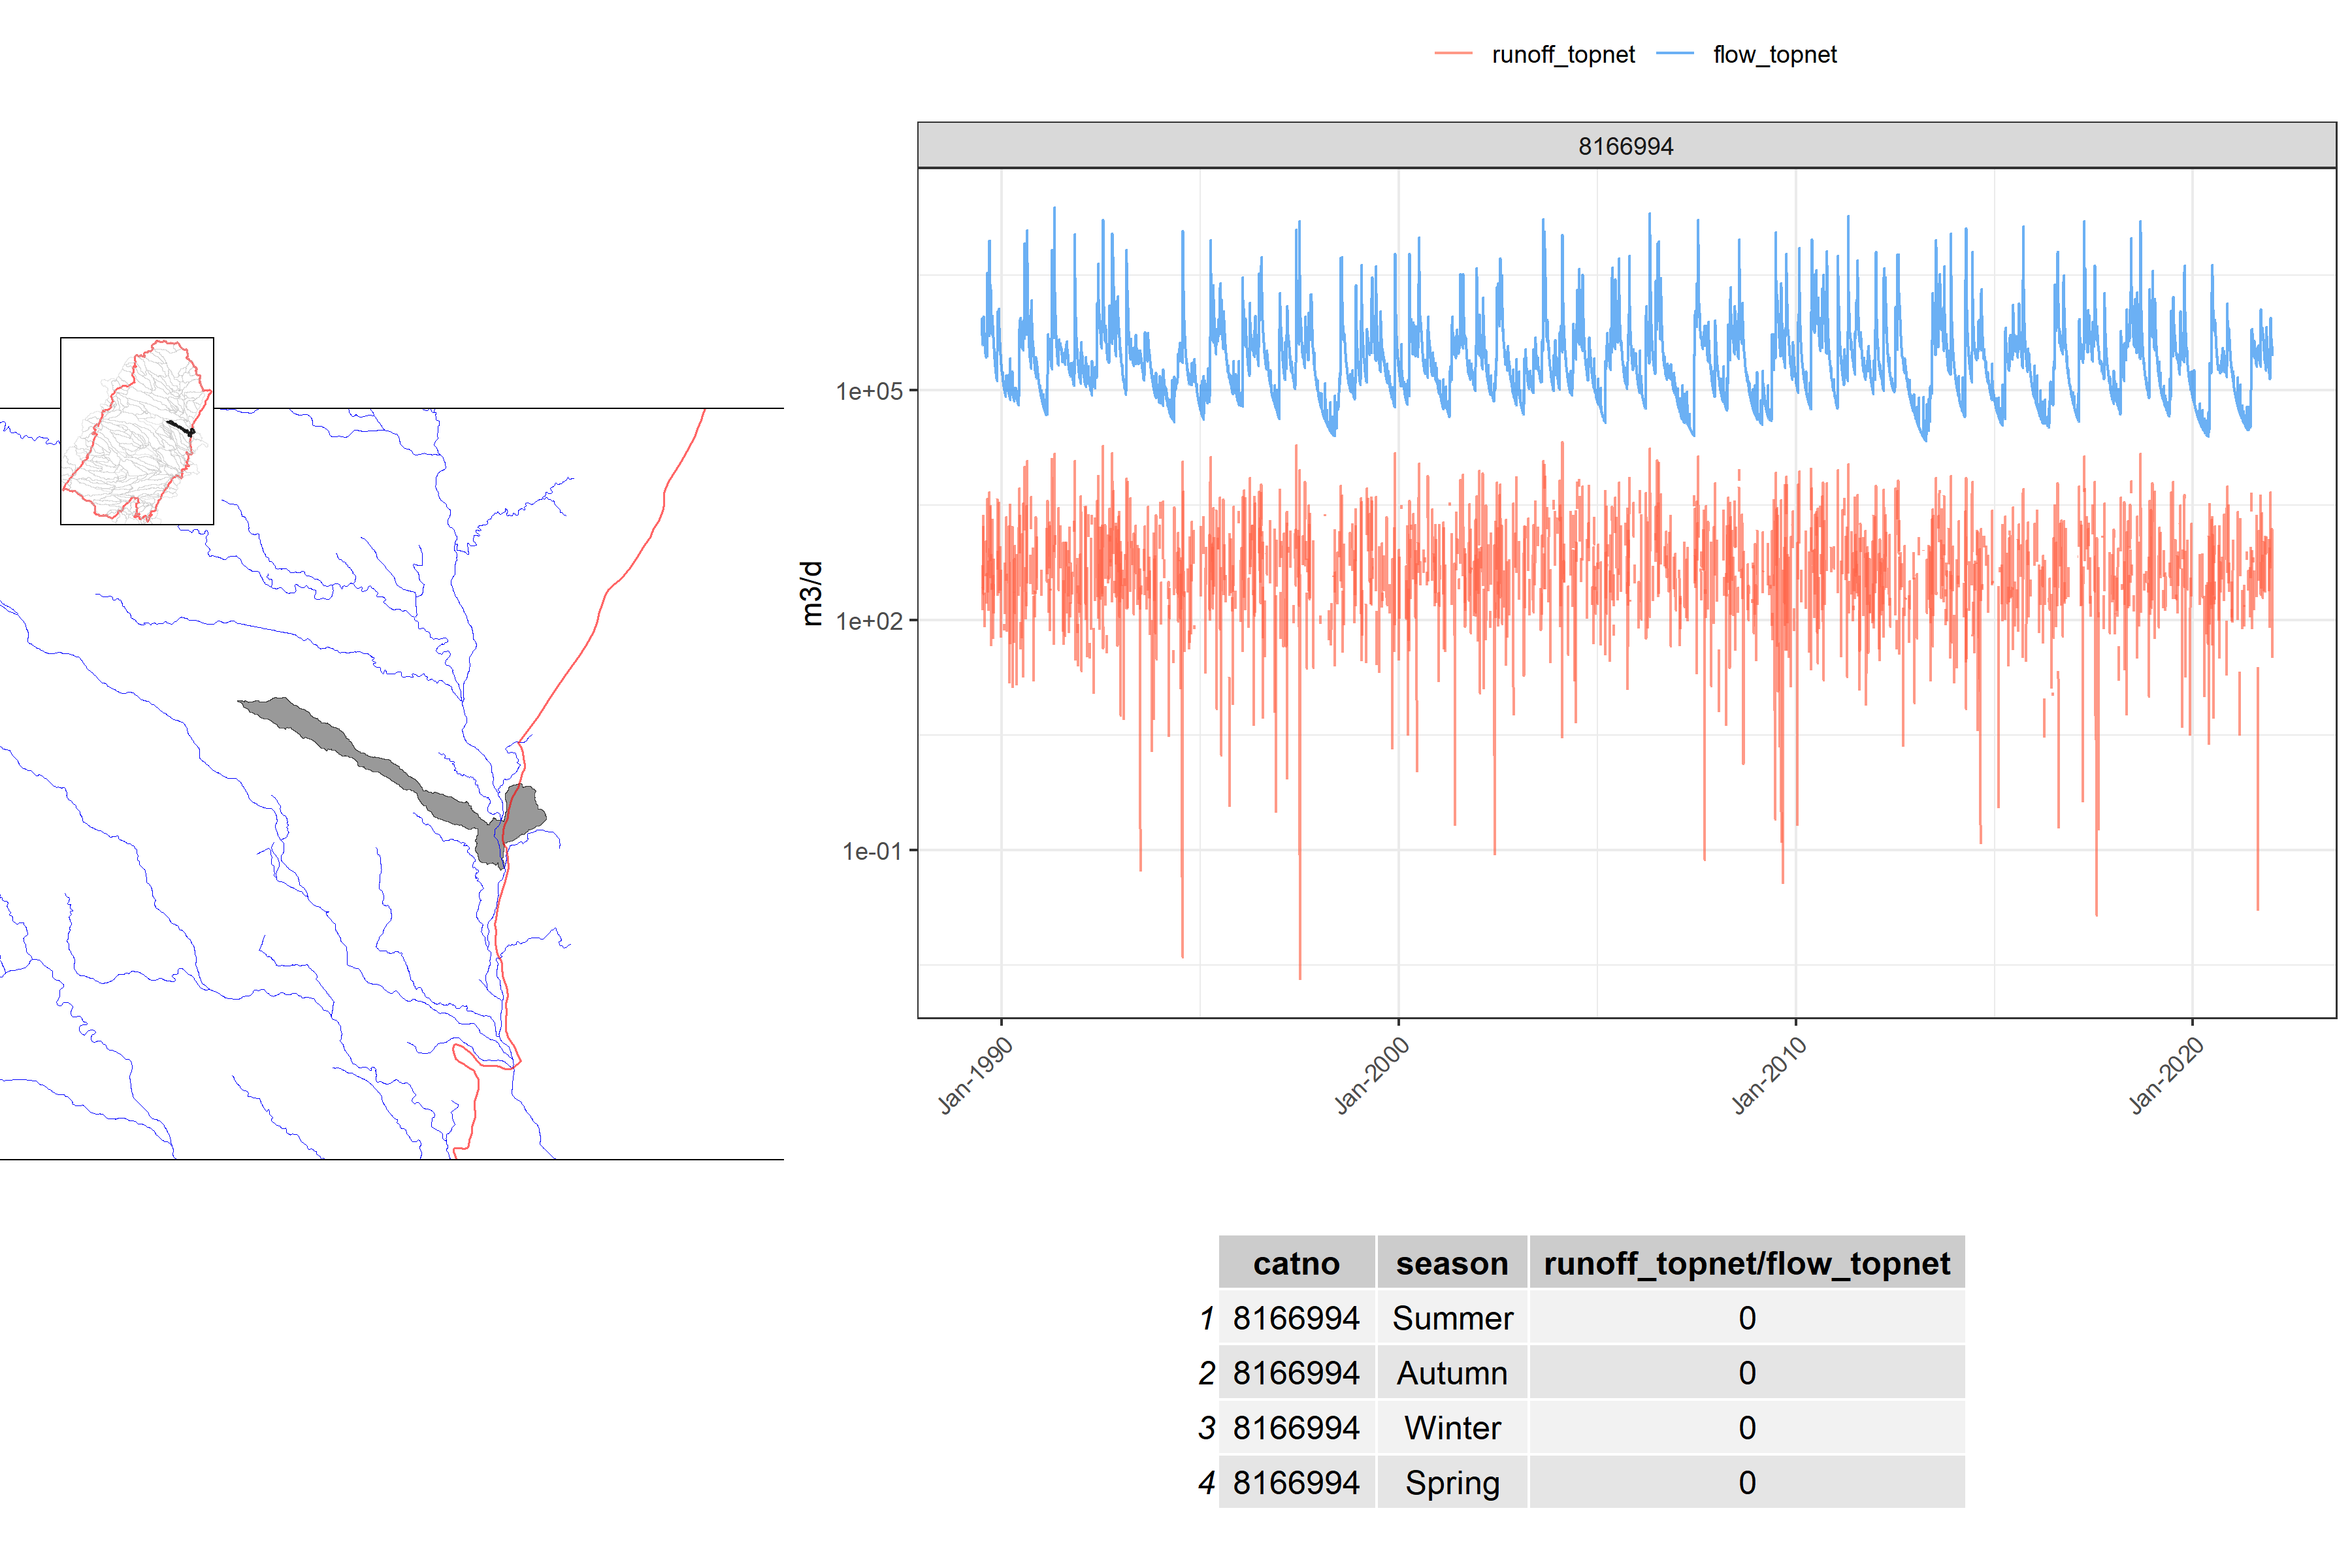 runoff_topnet flow_topnet
8166994
m3/d
1e+05
1e+02
1e-01
Jan-1990 Jan-2000 Jan-2010 Jan-2020
catno season runoff_topnet/flow_topnet
1 8166994 Summer 0
2 8166994 Autumn 0
3 8166994 Winter 0
4 8166994 Spring 0